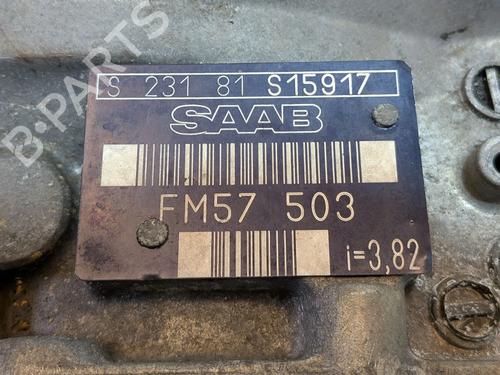 S 231 81 S15917
SAAB
FM57 503
i=3,82
B-PARTS